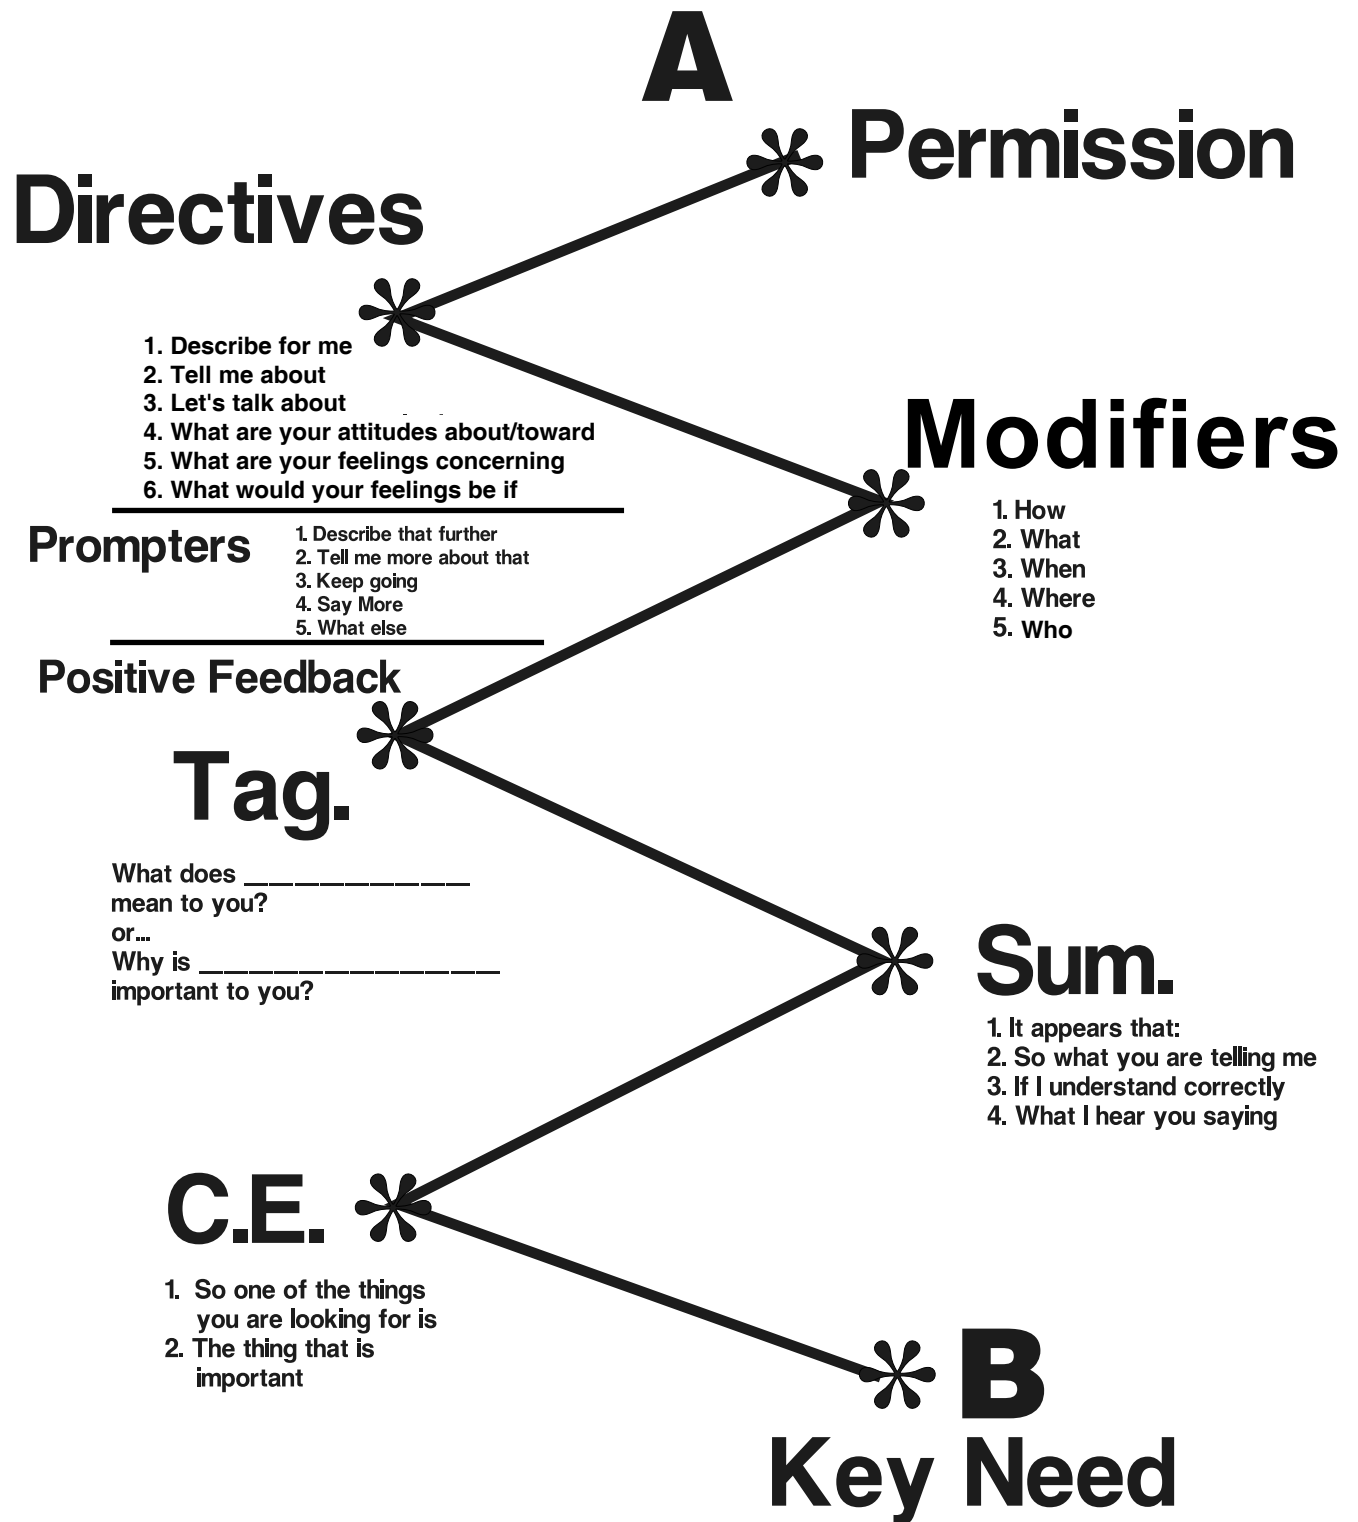 A
Permission
Directives
1. Describe for me
2. Tell me about
3. Let's talk about
4. What are your attitudes about/toward
5. What are your feelings concerning
6. What would your feelings be if
Modifiers
1. How
2. What
3. When
4. Where
5. Who
Prompters
1. Describe that further
2. Tell me more about that
3. Keep going
4. Say More
5. What else
Positive Feedback
Tag.
What does _ _ _ _ _ _ _ _ _
mean to you?
or...
Why is _ _ _ _ _ _ _ _ _ _ _ _
important to you?
Sum.
1. It appears that:
2. So what you are telling me
3. If I understand correctly
4. What I hear you saying
C.E.
1. So one of the things
you are looking for is
2. The thing that is
important
B
Key Need